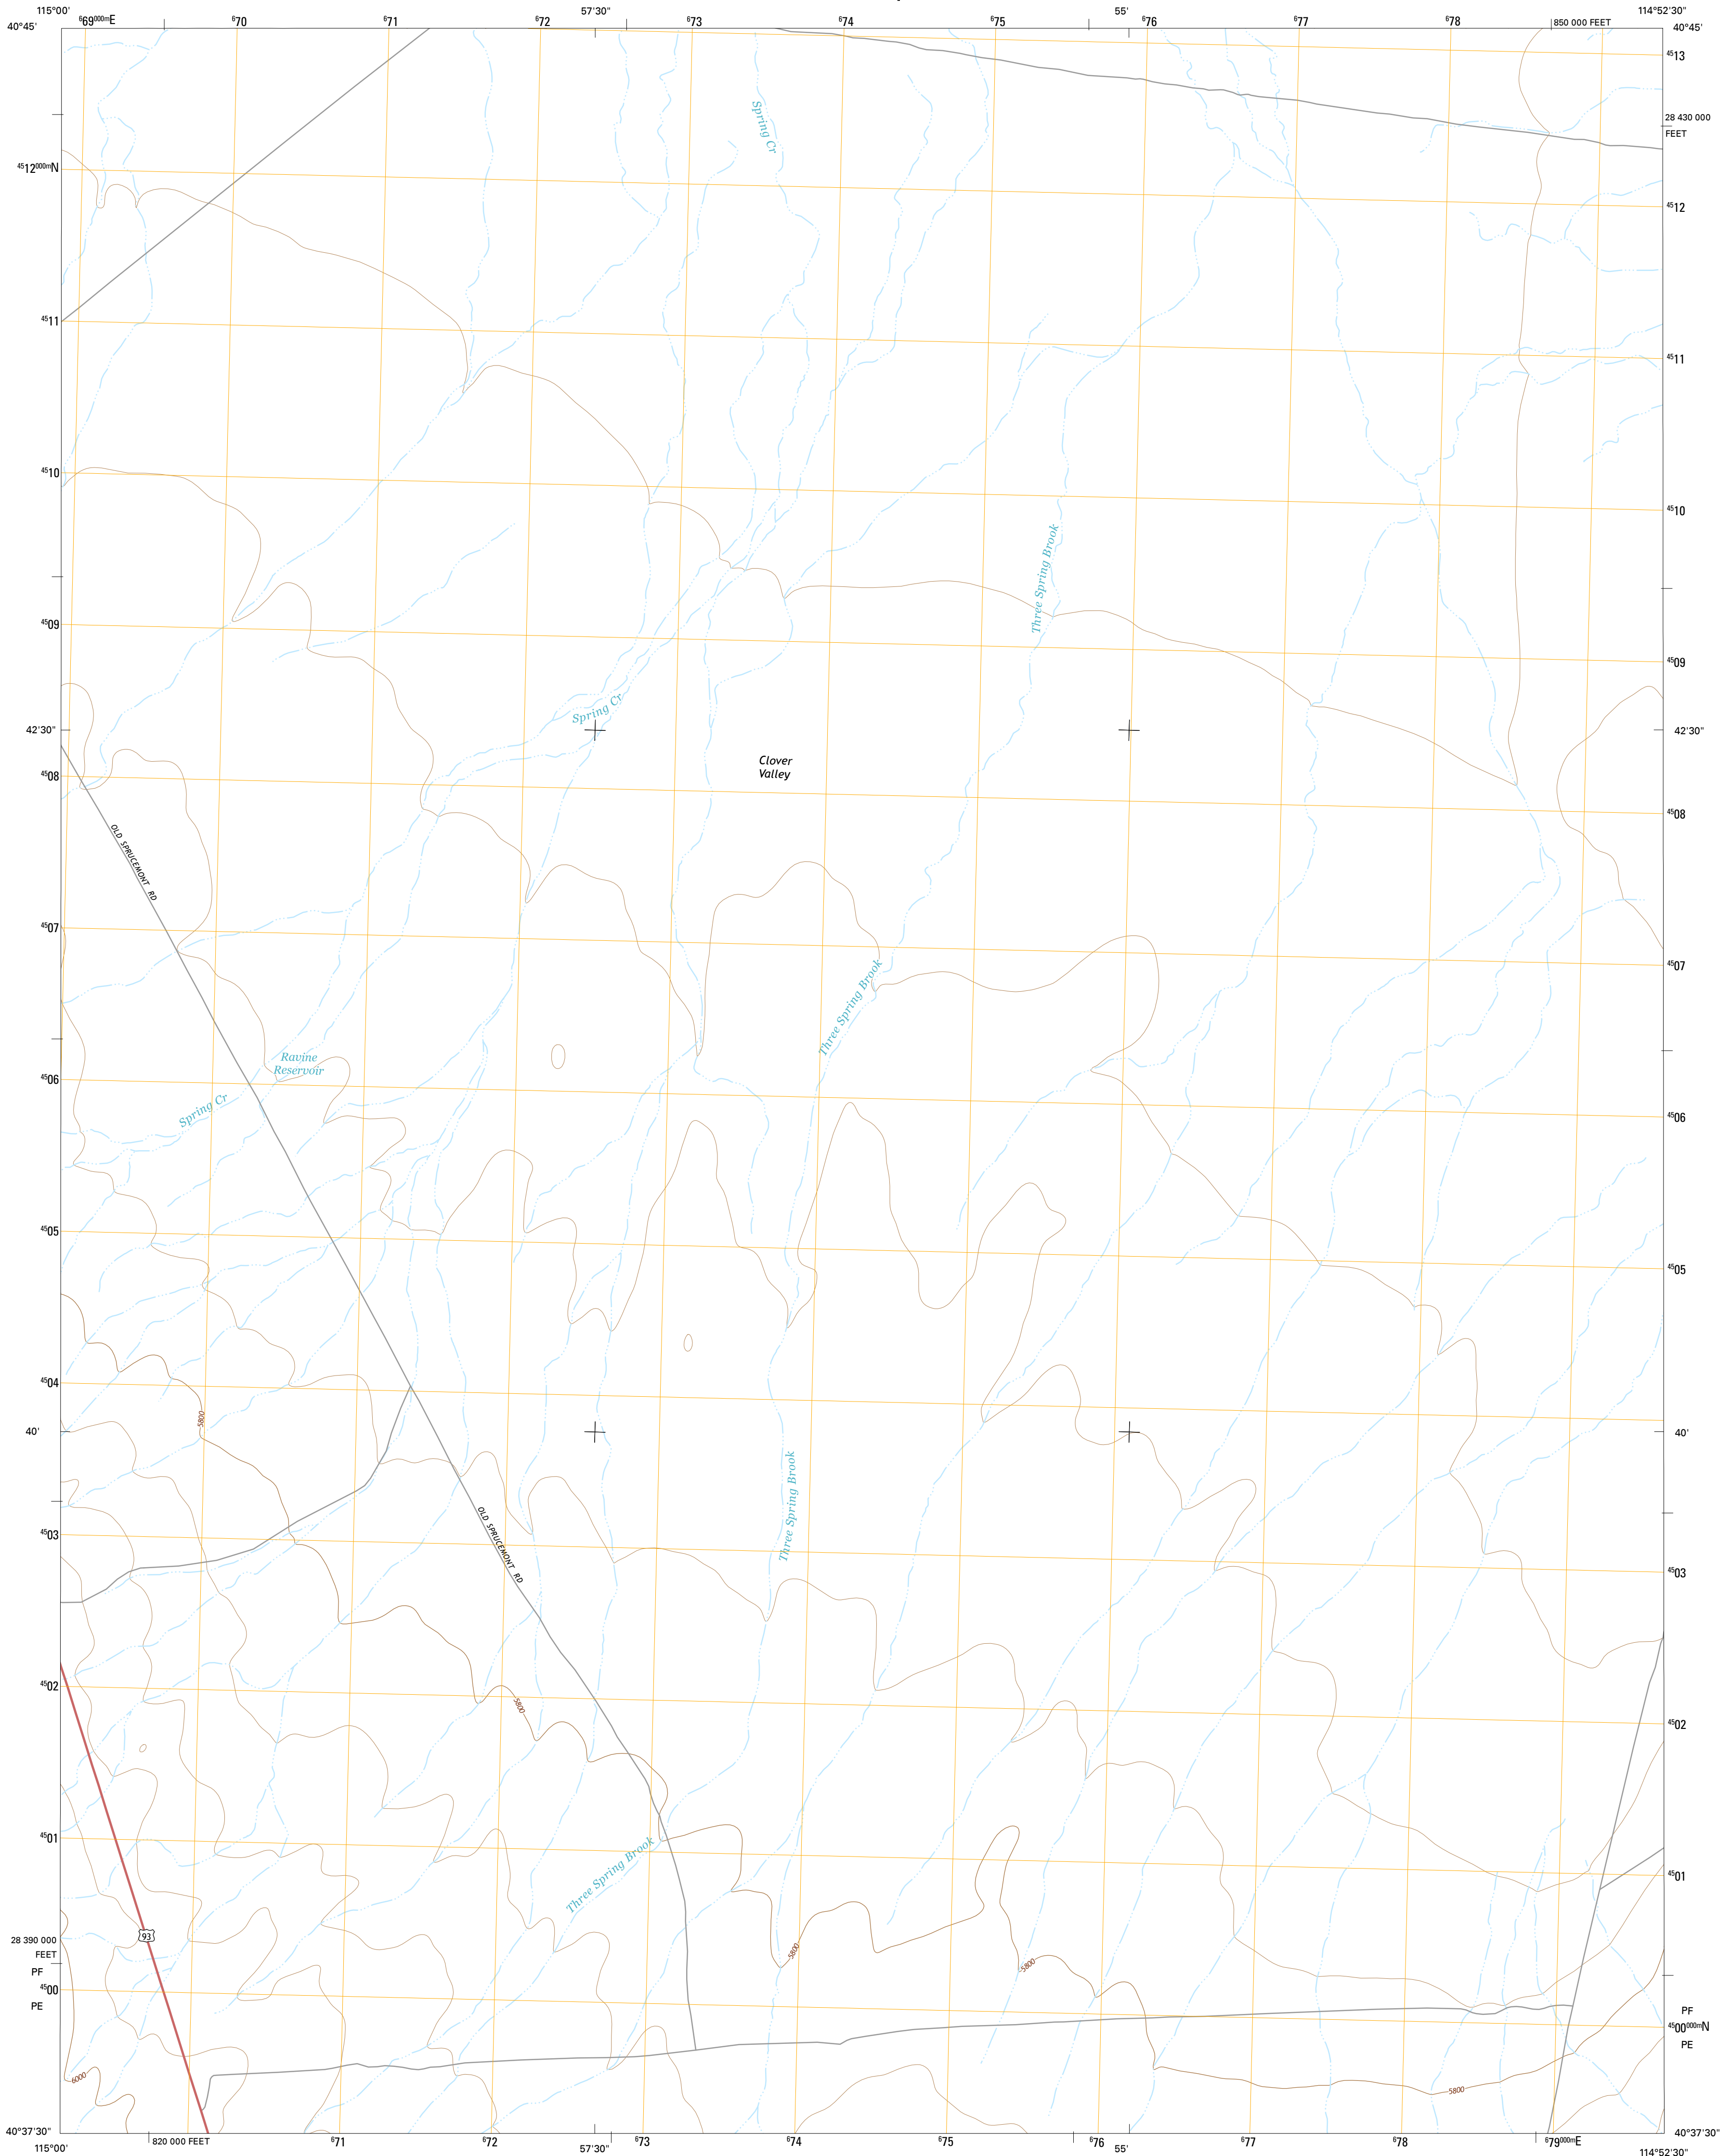 115°00'
669000mE
670
671
672
57'30"
673
674
675
55'
676
677
678
850 000 FEET
114°52'30"
40°45'
40°45'
4513
28 430 000
FEET
Spring Cr
4512000mN
4512
4511
4511
4510
4510
Three Spring Brook
4509
4509
Spring Cr
42'30"
42'30"
Clover
Valley
4508
4508
OLD SPRUCEMONT RD
4507
4507
Three Spring Brook
Ravine
Reservoir
4506
4506
Spring Cr
4505
4505
4504
5800
40'
40'
Three Spring Brook
4503
OLD SPRUCEMONT RD
4503
4502
5800
4502
4501
Three Spring Brook
4501
93
28 390 000
FEET
5800
5800
PF
4500
PE
PF
4500000mN
PE
6000
5800
40°37'30"
40°37'30"
115°00'
820 000 FEET
671
672
57'30"
673
674
675
676
55'
677
678
679000mE
114°52'30"